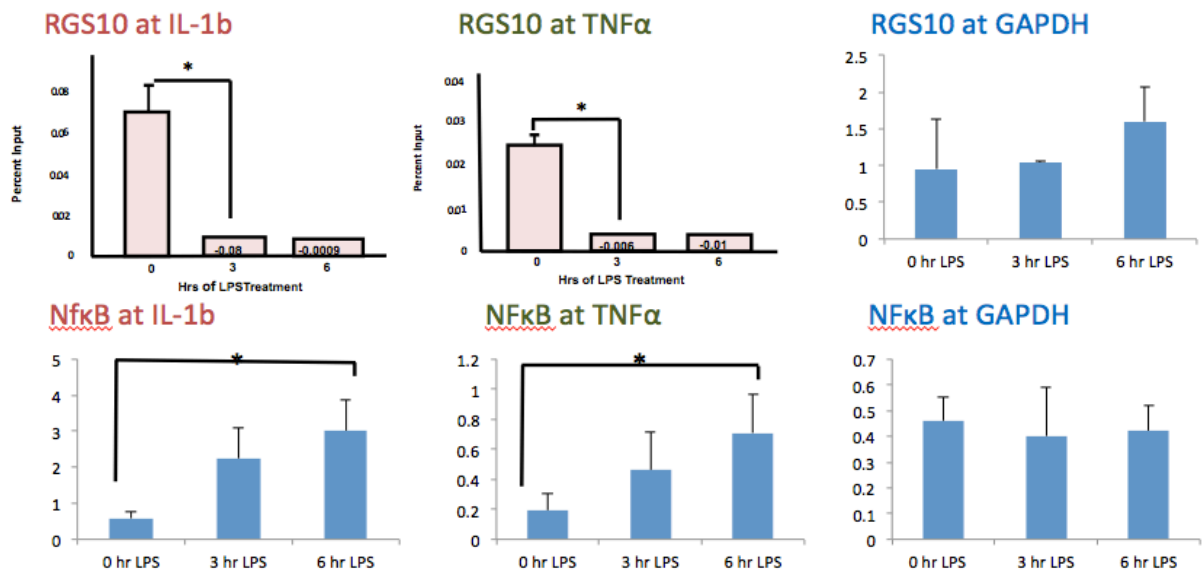 RGS10 at IL-1b
*
0.08
0.06
0.04
0.02
0
Percent Input
-0.08
-0.0009
0 3 6
Hrs of LPSTreatment
RGS10 at TNFα
*
0.04
0.03
0.02
0.01
0
Percent Input
-0.006
-0.01
0 3 6
Hrs of LPS Treatment
RGS10 at GAPDH
2.5
2
1.5
1
0.5
0
0 hr LPS 3 hr LPS 6 hr LPS
NfκB at IL-1b
*
5
4
3
2
1
0
0 hr LPS 3 hr LPS 6 hr LPS
NFκB at TNFα
*
1.2
1
0.8
0.6
0.4
0.2
0
0 hr LPS 3 hr LPS 6 hr LPS
NFκB at GAPDH
0.7
0.6
0.5
0.4
0.3
0.2
0.1
0
0 hr LPS 3 hr LPS 6 hr LPS